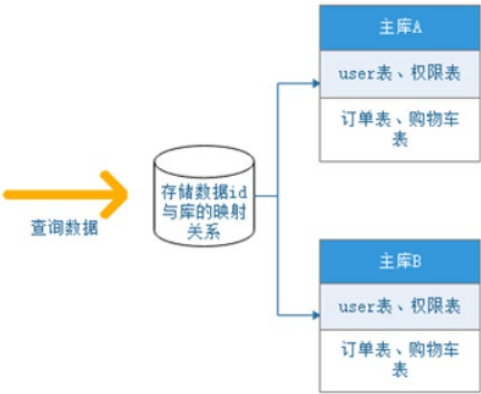 主库A
user表、权限表
订单表、购物车
表
查询数据
存储数据id
与库的映射
关系
主库B
user表、权限表
订单表、购物车
表